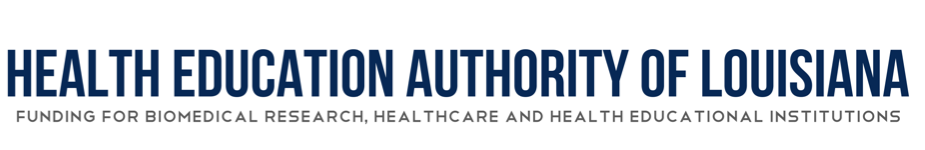 HEALTH EDUCATION AUTHORITY OF LOUISIANA
FUNDING FOR BIOMEDICAL RESEARCH, HEALTHCARE AND HEALTH EDUCATIONAL INSTITUTIONS